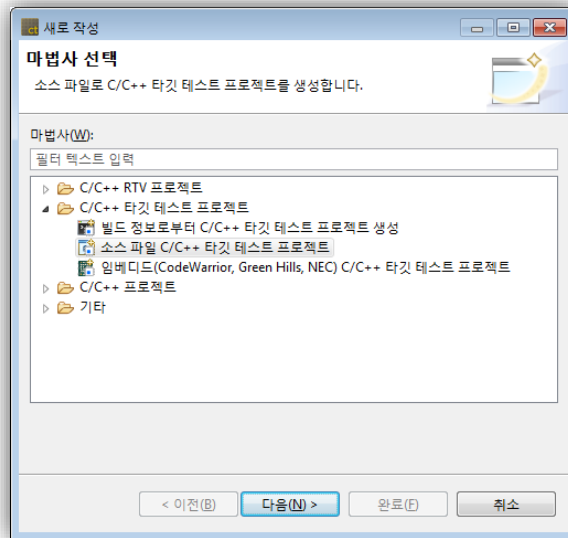 ct 새로 작성
마법사 선택
소스 파일로 C/C++ 타깃 테스트 프로젝트를 생성합니다.
마법사(W):
필터 텍스트 입력
C/C++ RTV 프로젝트
C/C++ 타깃 테스트 프로젝트
빌드 정보로부터 C/C++ 타깃 테스트 프로젝트 생성
소스 파일 C/C++ 타깃 테스트 프로젝트
임베디드(CodeWarrior, Green Hills, NEC) C/C++ 타깃 테스트 프로젝트
C/C++ 프로젝트
기타
< 이전(B) 다음(N) > 완료(F) 취소